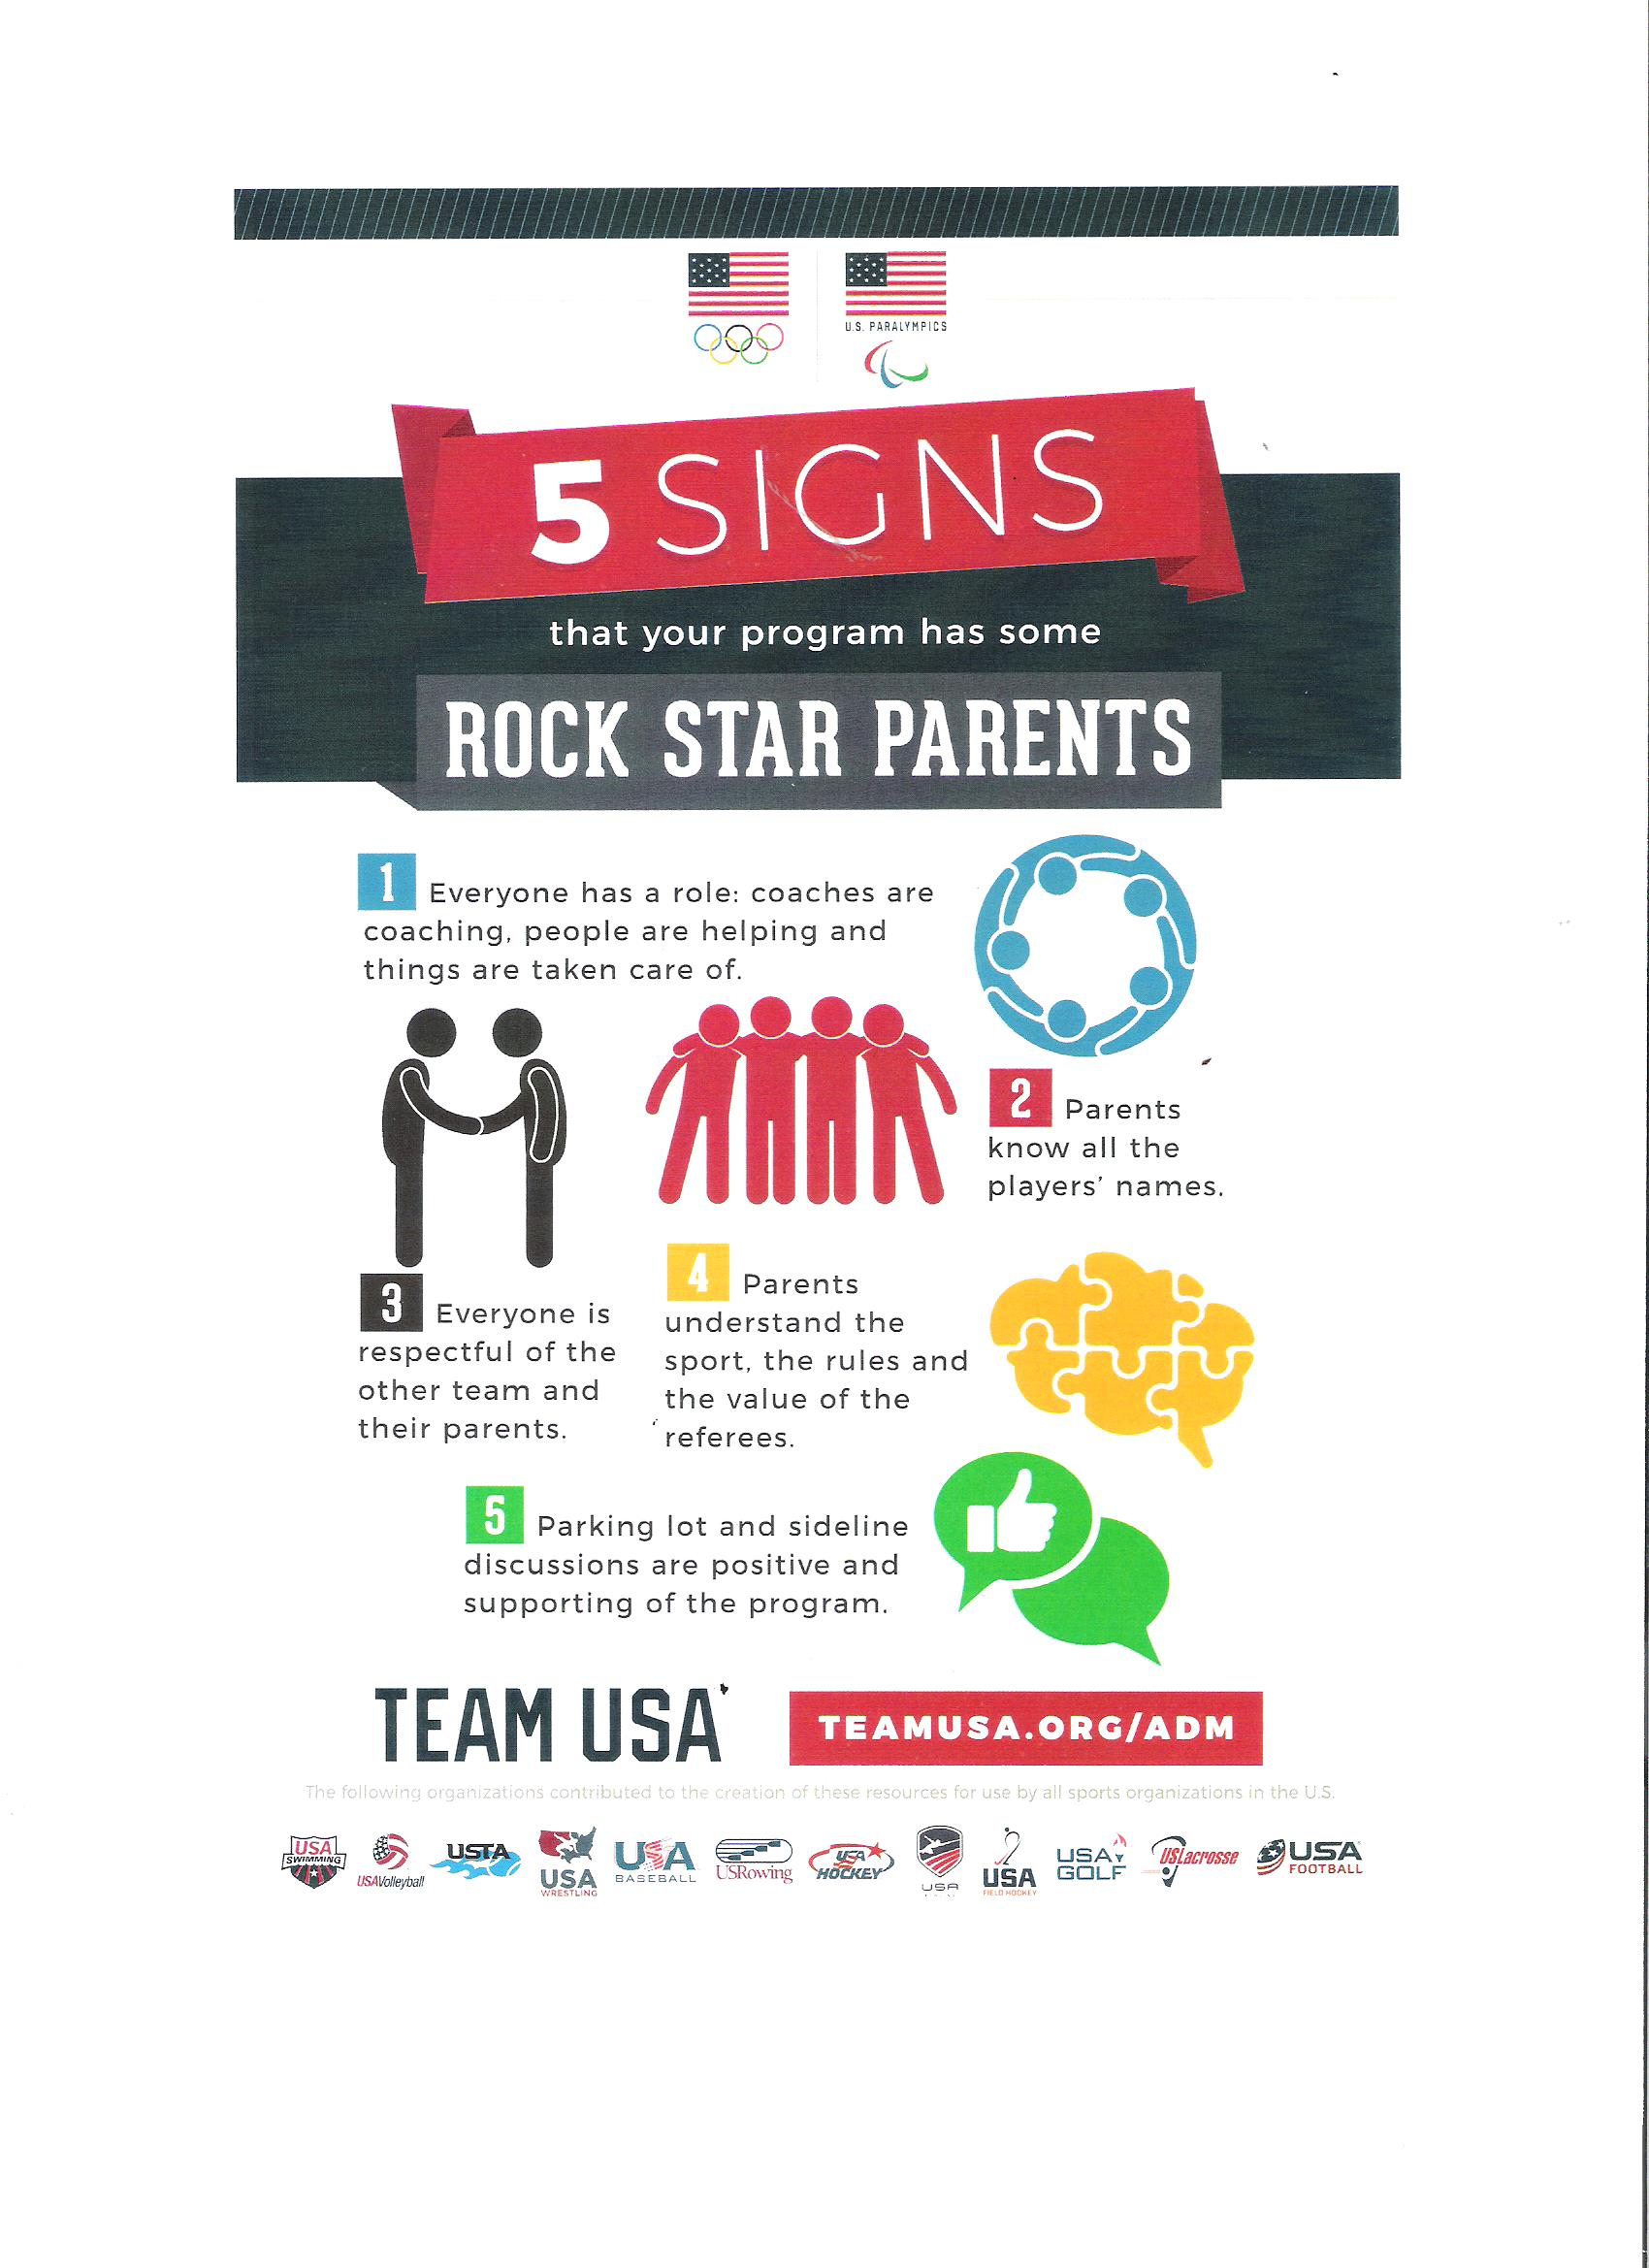 U.S. PARALYMPICS
5 SIGNS
that your program has some
ROCK STAR PARENTS
1 Everyone has a role: coaches are
coaching, people are helping and
things are taken care of.
2 Parents
know all the
players’ names.
3 Everyone is
respectful of the
other team and
their parents.
4 Parents
understand the
sport, the rules and
the value of the
referees.
5 Parking lot and sideline
discussions are positive and
supporting of the program.
TEAM USA
TEAMUSA.ORG/ADM
The following organizations contributed to the creation of these resources for use by all sports organizations in the U.S.
USA
SWIMMING
USAVolleyball
USTA
USA
WRESTLING
USA
BASEBALL
USRowing
USA
HOCKEY
USA
USA
FIELD HOCKEY
USA
GOLF
USLacrosse
USA
FOOTBALL